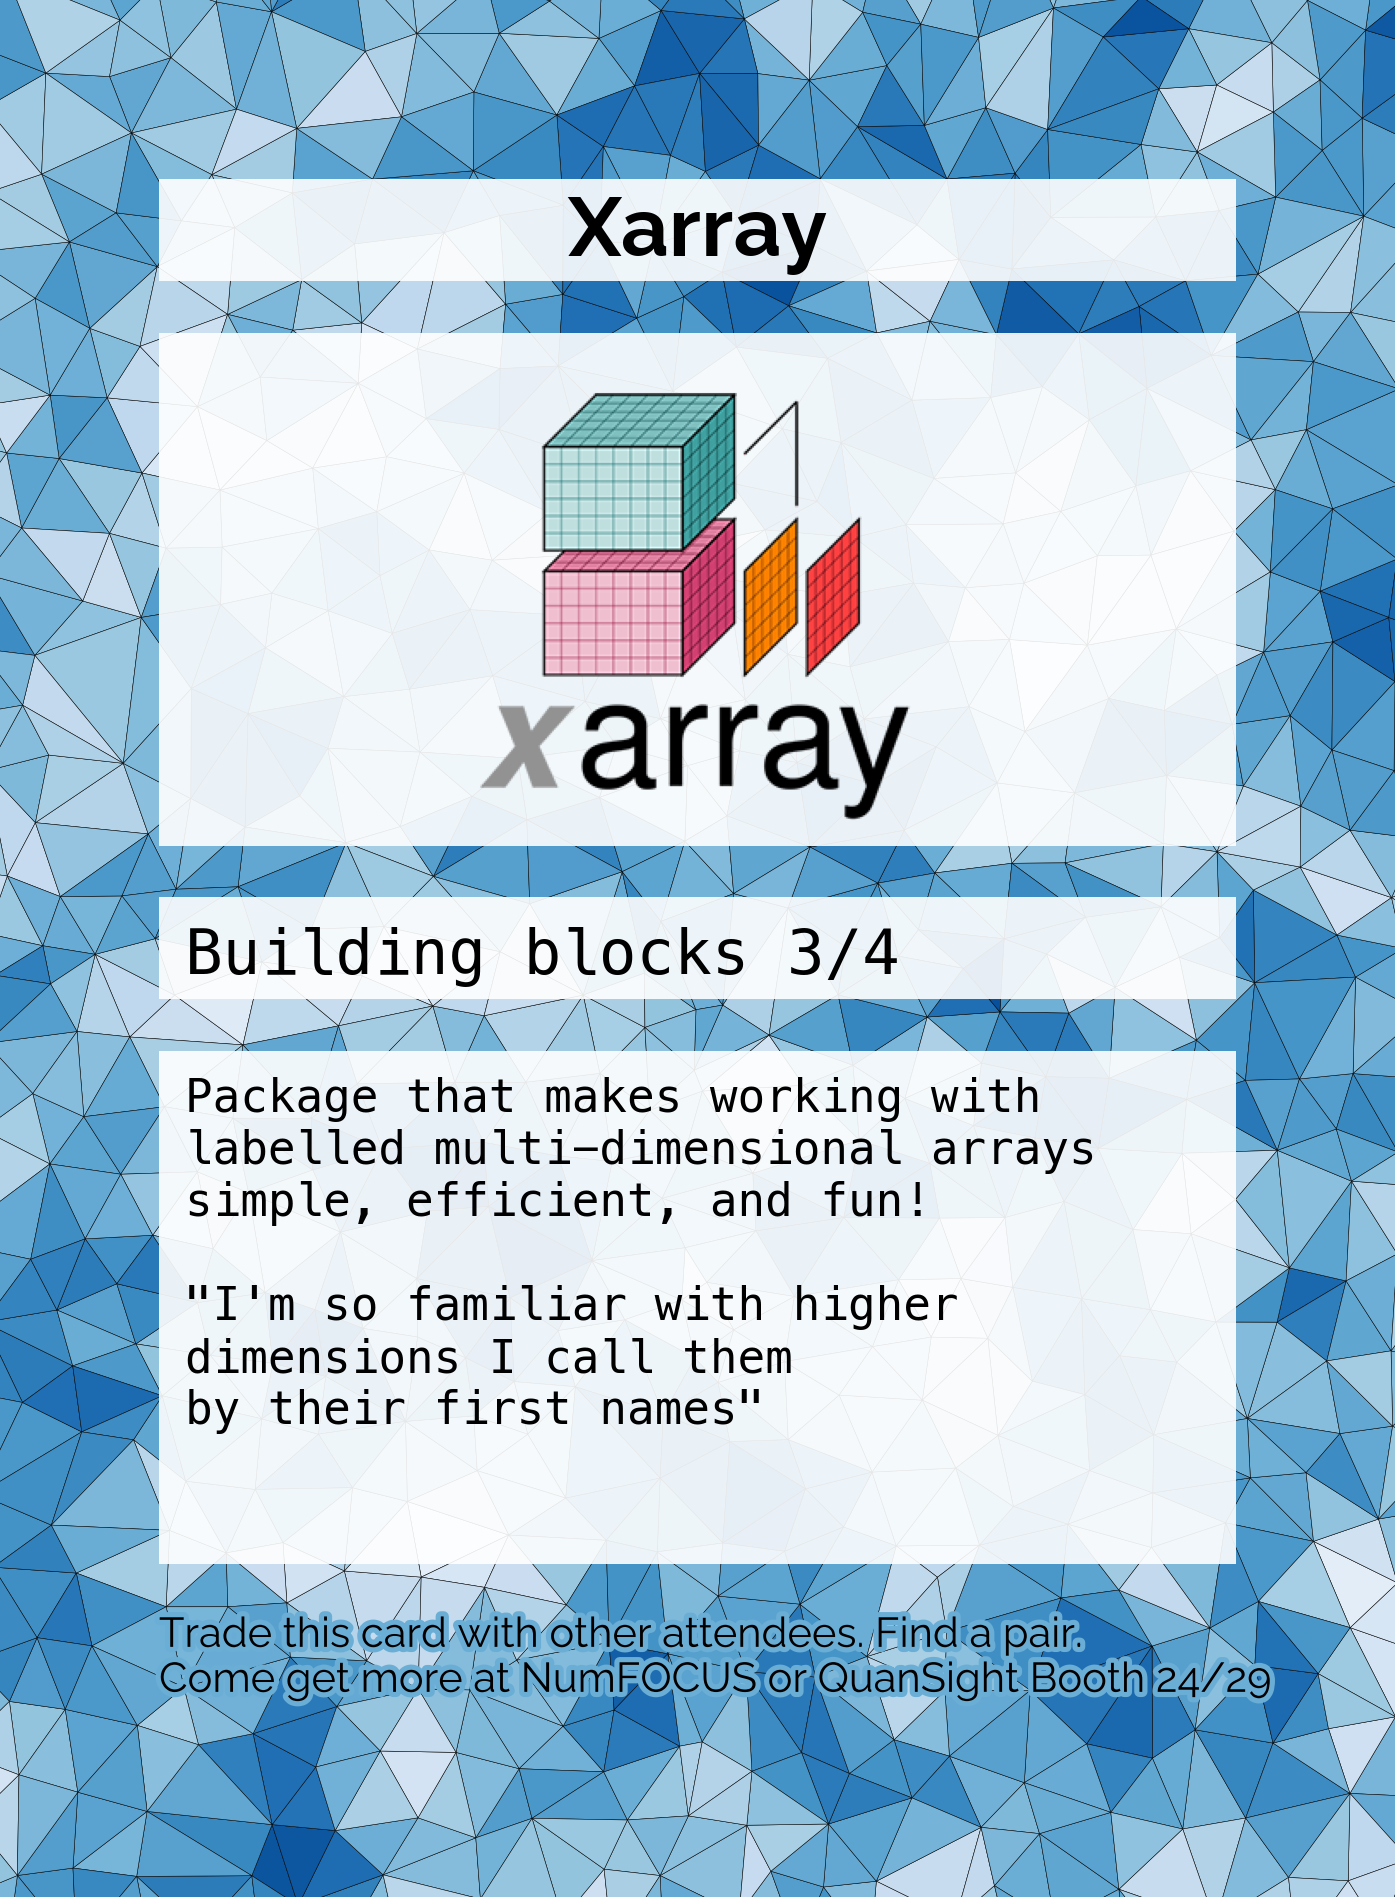 Xarray
xarray
Building blocks 3/4
Package that makes working with
labelled multi-dimensional arrays
simple, efficient, and fun!
"I'm so familiar with higher
dimensions I call them
by their first names"
Trade this card with other attendees. Find a pair.
Come get more at NumFOCUS or QuanSight Booth 24/29